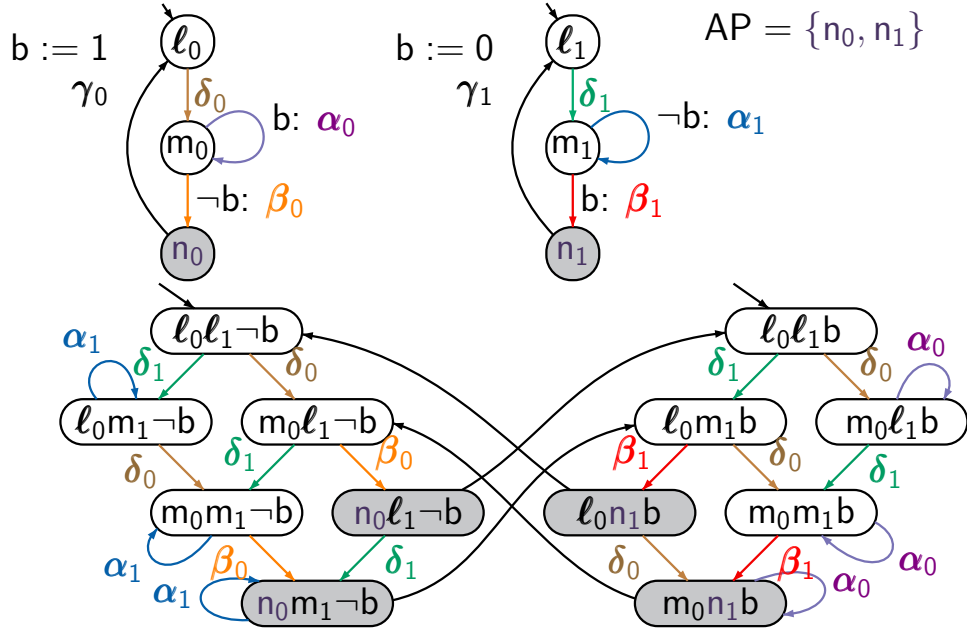 b := 1
γ₀
ℓ₀
δ₀
m₀
b: α₀
¬b: β₀
n₀
b := 0
γ₁
ℓ₁
δ₁
m₁
¬b: α₁
b: β₁
n₁
AP = {n₀, n₁}
ℓ₀ℓ₁¬b
ℓ₀ℓ₁b
α₁ δ₁ δ₀
δ₁ δ₀ α₀
ℓ₀m₁¬b
m₀ℓ₁¬b
ℓ₀m₁b
m₀ℓ₁b
δ₀ δ₁ β₀
β₁ δ₀ δ₁
m₀m₁¬b
n₀ℓ₁¬b
ℓ₀n₁b
m₀m₁b
α₁ α₁ β₀ δ₁
δ₀ β₁ α₀ α₀
n₀m₁¬b
m₀n₁b